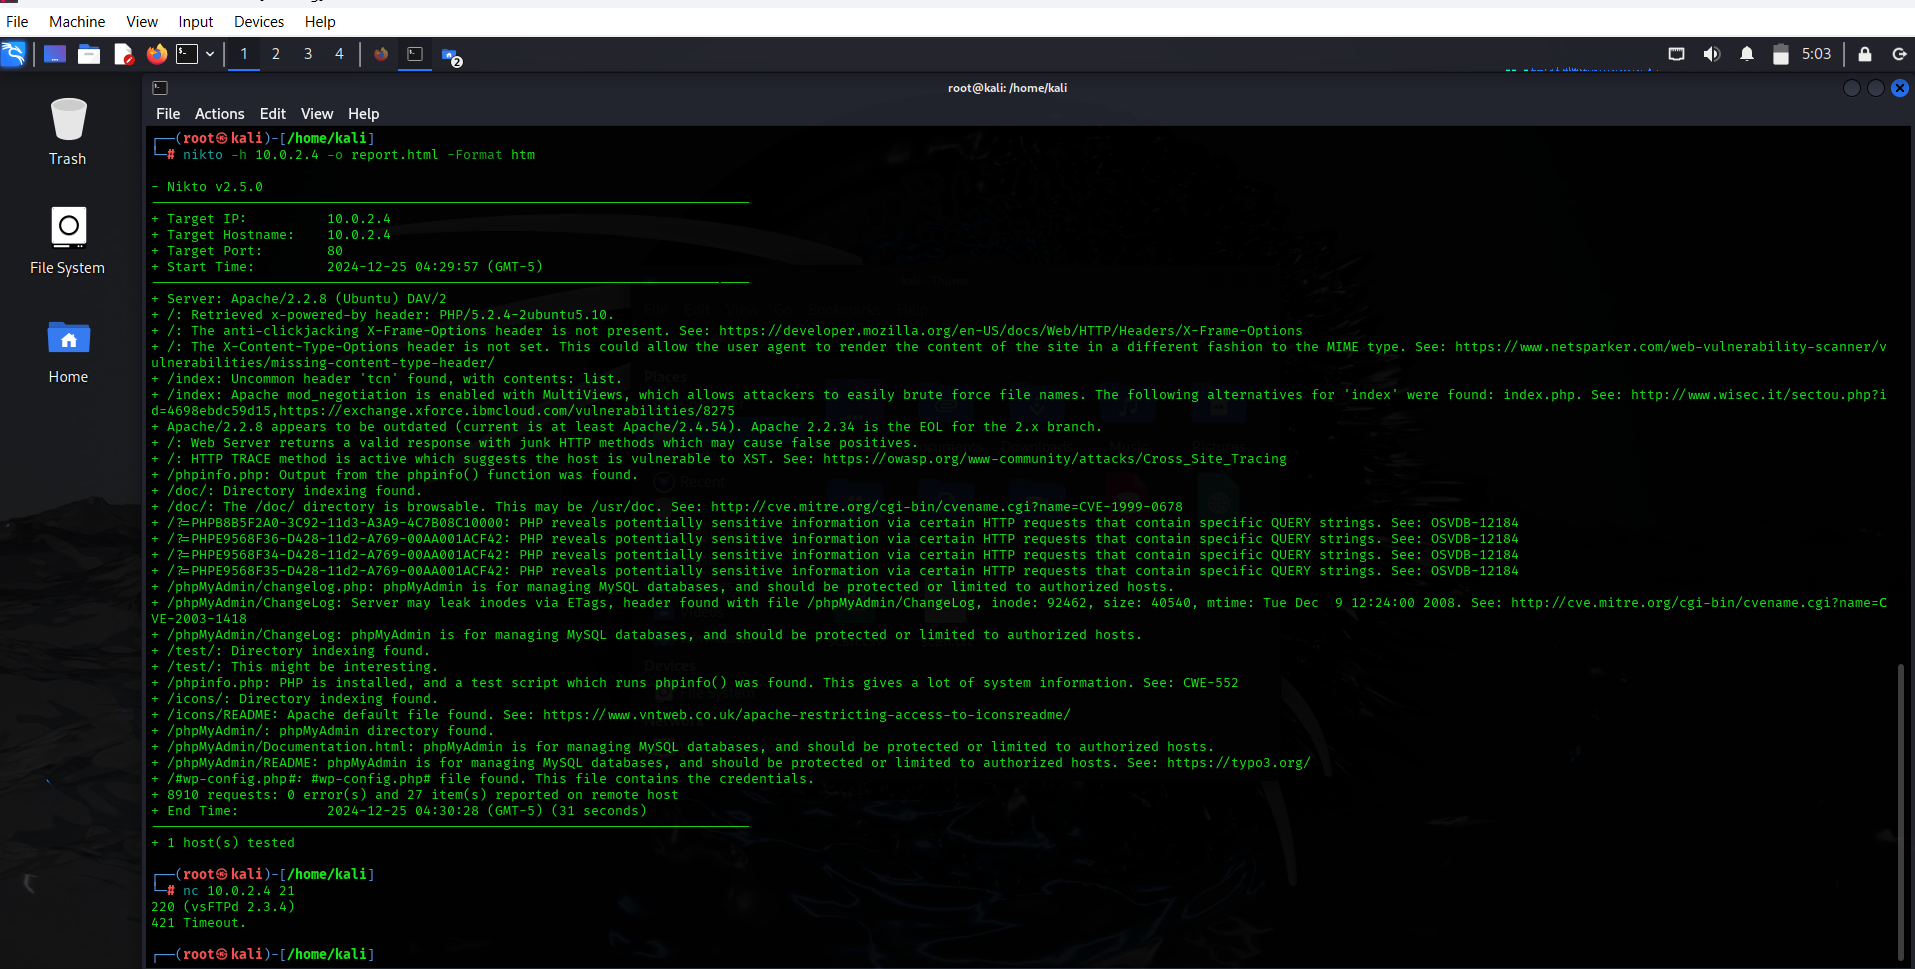 File Machine View Input Devices Help
1 2 3 4 2 5:03
root@kali: /home/kali
File Actions Edit View Help
Trash
File System
Home
┌──(root㉿kali)-[/home/kali]
└─# nikto -h 10.0.2.4 -o report.html -Format htm
- Nikto v2.5.0
+ Target IP: 10.0.2.4
+ Target Hostname: 10.0.2.4
+ Target Port: 80
+ Start Time: 2024-12-25 04:29:57 (GMT-5)
+ Server: Apache/2.2.8 (Ubuntu) DAV/2
+ /: Retrieved x-powered-by header: PHP/5.2.4-2ubuntu5.10.
+ /: The anti-clickjacking X-Frame-Options header is not present. See: https://developer.mozilla.org/en-US/docs/Web/HTTP/Headers/X-Frame-Options
+ /: The X-Content-Type-Options header is not set. This could allow the user agent to render the content of the site in a different fashion to the MIME type. See: https://www.netsparker.com/web-vulnerability-scanner/v
ulnerabilities/missing-content-type-header/
+ /index: Uncommon header 'tcn' found, with contents: list.
+ /index: Apache mod_negotiation is enabled with MultiViews, which allows attackers to easily brute force file names. The following alternatives for 'index' were found: index.php. See: http://www.wisec.it/sectou.php?i
d=4698ebdc59d15,https://exchange.xforce.ibmcloud.com/vulnerabilities/8275
+ Apache/2.2.8 appears to be outdated (current is at least Apache/2.4.54). Apache 2.2.34 is the EOL for the 2.x branch.
+ /: Web Server returns a valid response with junk HTTP methods which may cause false positives.
+ /: HTTP TRACE method is active which suggests the host is vulnerable to XST. See: https://owasp.org/www-community/attacks/Cross_Site_Tracing
+ /phpinfo.php: Output from the phpinfo() function was found.
+ /doc/: Directory indexing found.
+ /doc/: The /doc/ directory is browsable. This may be /usr/doc. See: http://cve.mitre.org/cgi-bin/cvename.cgi?name=CVE-1999-0678
+ /?=PHPB8B5F2A0-3C92-11d3-A3A9-4C7B08C10000: PHP reveals potentially sensitive information via certain HTTP requests that contain specific QUERY strings. See: OSVDB-12184
+ /?=PHPE9568F36-D428-11d2-A769-00AA001ACF42: PHP reveals potentially sensitive information via certain HTTP requests that contain specific QUERY strings. See: OSVDB-12184
+ /?=PHPE9568F34-D428-11d2-A769-00AA001ACF42: PHP reveals potentially sensitive information via certain HTTP requests that contain specific QUERY strings. See: OSVDB-12184
+ /?=PHPE9568F35-D428-11d2-A769-00AA001ACF42: PHP reveals potentially sensitive information via certain HTTP requests that contain specific QUERY strings. See: OSVDB-12184
+ /phpMyAdmin/changelog.php: phpMyAdmin is for managing MySQL databases, and should be protected or limited to authorized hosts.
+ /phpMyAdmin/ChangeLog: Server may leak inodes via ETags, header found with file /phpMyAdmin/ChangeLog, inode: 92462, size: 40540, mtime: Tue Dec  9 12:24:00 2008. See: http://cve.mitre.org/cgi-bin/cvename.cgi?name=C
VE-2003-1418
+ /phpMyAdmin/ChangeLog: phpMyAdmin is for managing MySQL databases, and should be protected or limited to authorized hosts.
+ /test/: Directory indexing found.
+ /test/: This might be interesting.
+ /phpinfo.php: PHP is installed, and a test script which runs phpinfo() was found. This gives a lot of system information. See: CWE-552
+ /icons/: Directory indexing found.
+ /icons/README: Apache default file found. See: https://www.vntweb.co.uk/apache-restricting-access-to-iconsreadme/
+ /phpMyAdmin/: phpMyAdmin directory found.
+ /phpMyAdmin/Documentation.html: phpMyAdmin is for managing MySQL databases, and should be protected or limited to authorized hosts.
+ /phpMyAdmin/README: phpMyAdmin is for managing MySQL databases, and should be protected or limited to authorized hosts. See: https://typo3.org/
+ /#wp-config.php#: #wp-config.php# file found. This file contains the credentials.
+ 8910 requests: 0 error(s) and 27 item(s) reported on remote host
+ End Time: 2024-12-25 04:30:28 (GMT-5) (31 seconds)
+ 1 host(s) tested
┌──(root㉿kali)-[/home/kali]
└─# nc 10.0.2.4 21
220 (vsFTPd 2.3.4)
421 Timeout.
┌──(root㉿kali)-[/home/kali]